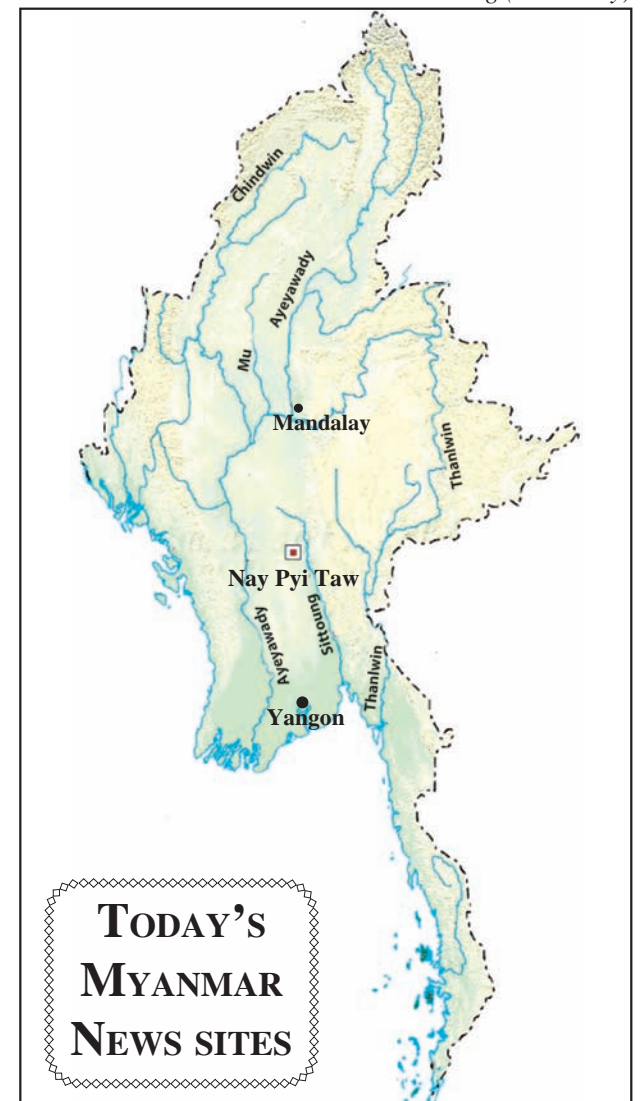 Chindwin
Ayeyawady
Mu
Mandalay
Thanlwin
Nay Pyi Taw
Ayeyawady
Sittoung
Thanlwin
Yangon
TODAY'S
MYANMAR
NEWS SITES